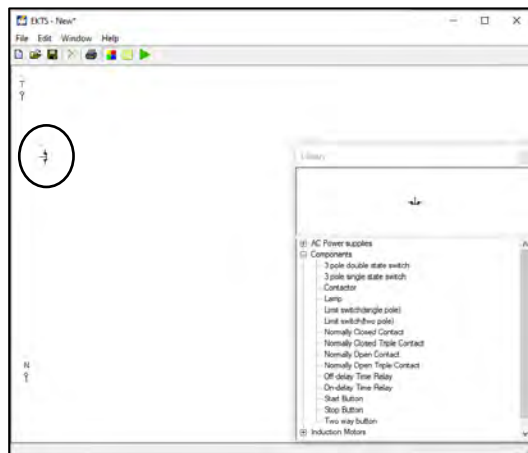 EKTS - New*
File Edit Window Help
T
Library
AC Power supplies
Components
3 pole double state switch
3 pole single state switch
Contactor
Lamp
Limit switch(single pole)
Limit switch(two pole)
Normally Closed Contact
Normally Closed Triple Contact
Normally Open Contact
Normally Open Triple Contact
Off-delay Time Relay
On-delay Time Relay
Start Button
Stop Button
Two way button
Induction Motors
N